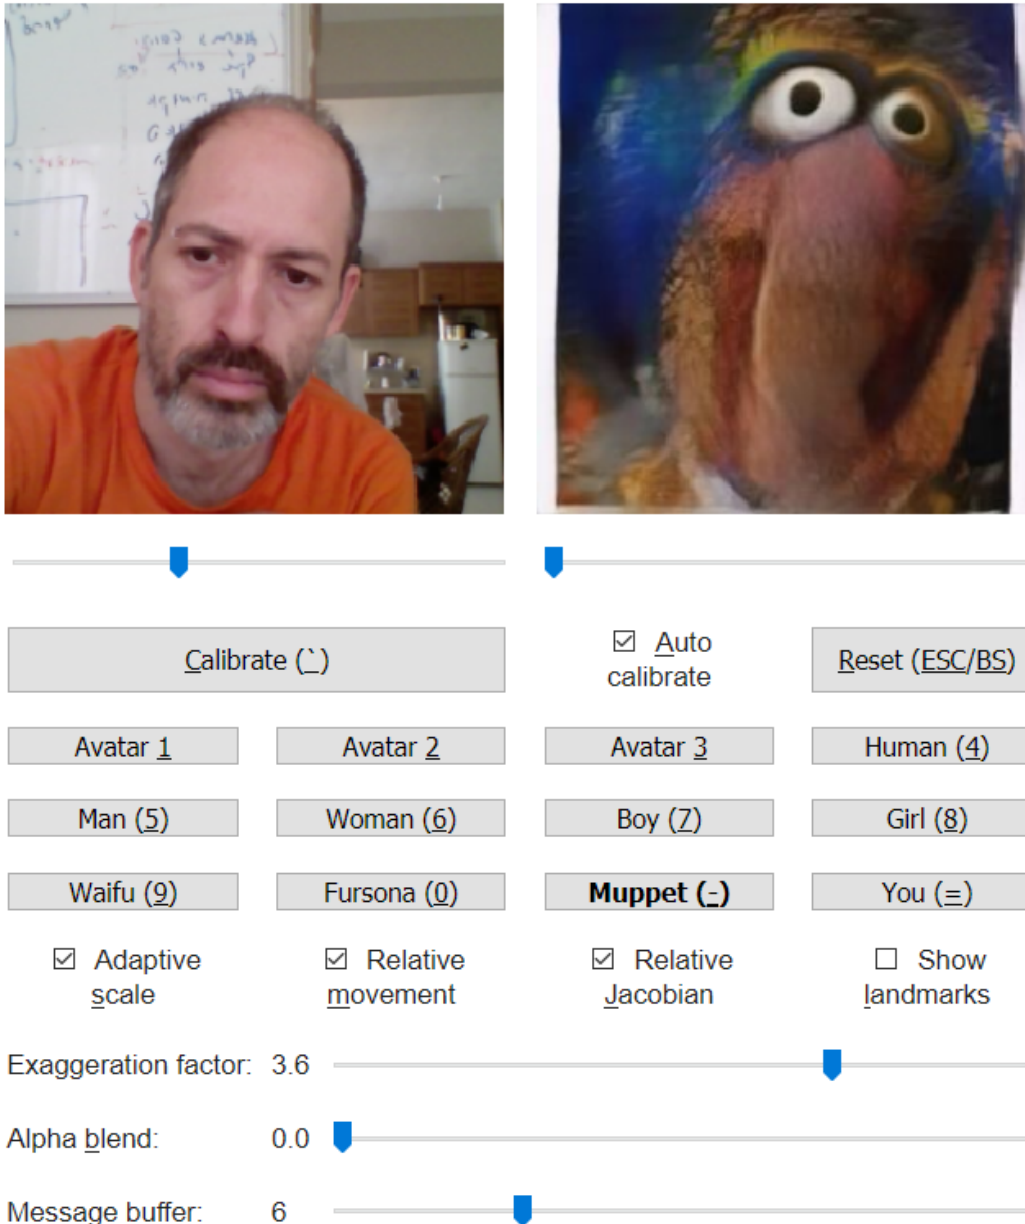 Calibrate (`)
Auto
calibrate
Reset (ESC/BS)
Avatar 1
Avatar 2
Avatar 3
Human (4)
Man (5)
Woman (6)
Boy (7)
Girl (8)
Waifu (9)
Fursona (0)
Muppet (-)
You (=)
Adaptive
scale
Relative
movement
Relative
Jacobian
Show
landmarks
Exaggeration factor: 3.6
Alpha blend: 0.0
Message buffer: 6